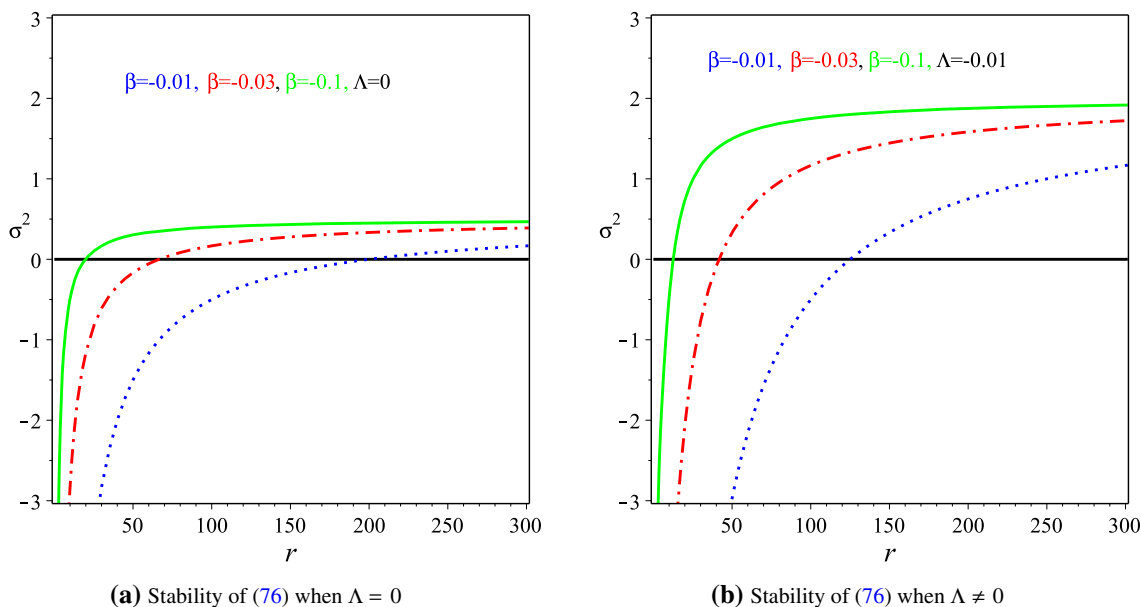 β=-0.01, β=-0.03, β=-0.1, Λ=0
3
2
1
σ²
0
−1
−2
−3
50 100 150 200 250 300
r
(a) Stability of (76) when Λ = 0
β=-0.01, β=-0.03, β=-0.1, Λ=-0.01
3
2
1
σ²
0
−1
−2
−3
50 100 150 200 250 300
r
(b) Stability of (76) when Λ ≠ 0